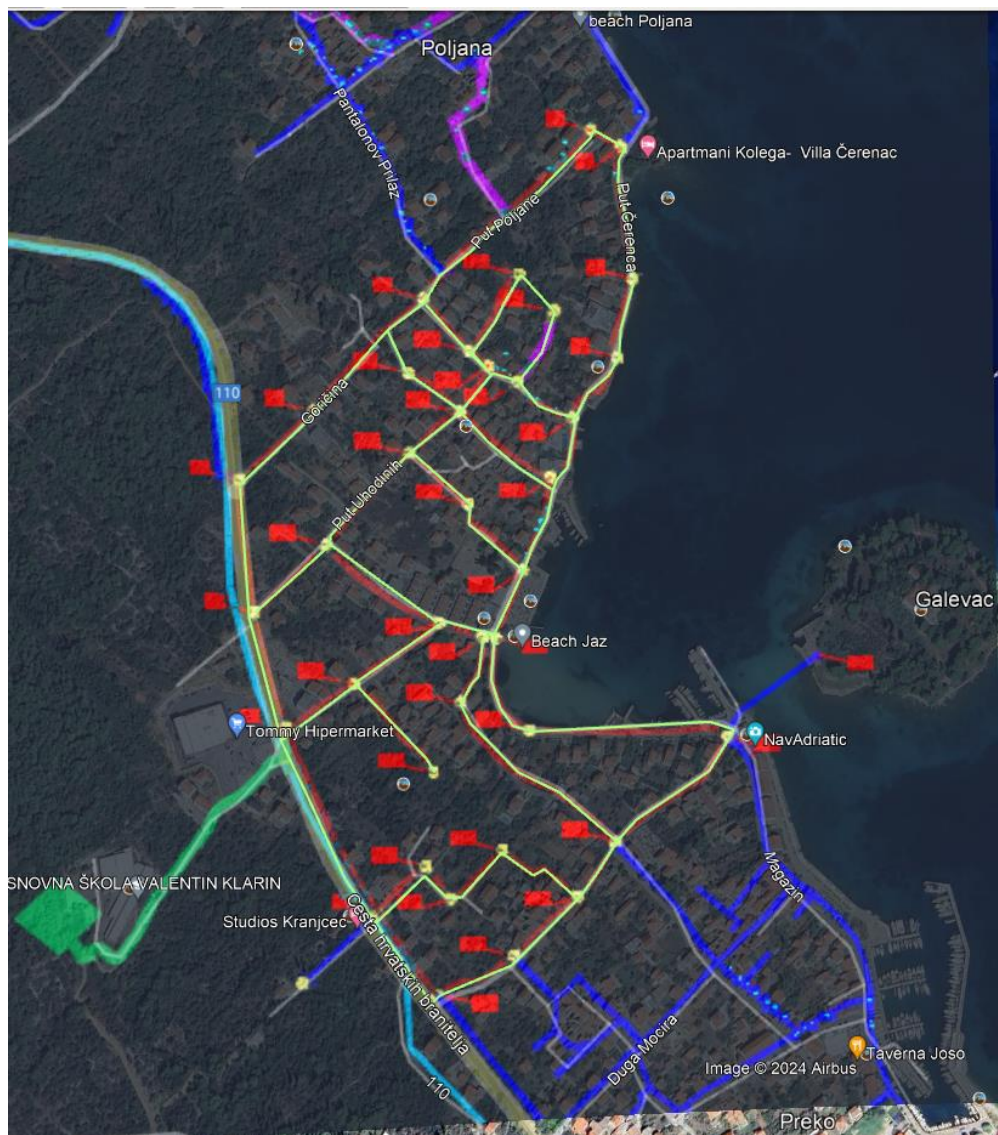 beach Poljana
Poljana
Pantalonov Prilaz
Apartmani Kolega- Villa Čerenac
Put Poljane
Put Čerenca
110
Goričina
Put Uhodinih
Galevac
Beach Jaz
Tommy Hipermarket
NavAdriatic
SNOVNA ŠKOLA VALENTIN KLARIN
Magazin
Studios Kranjcec
Cesta hrvatskih branitelja
Duga Mocira
Taverna Joso
Image © 2024 Airbus
110
Preko